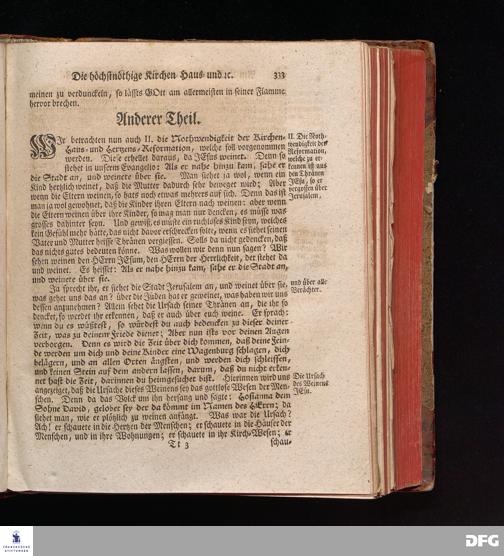 Die höchstnöthige Kirchen Haus und ꝛc. 333
meinen zu verdunckeln, so lässts GOtt am allermeisten in seiner Flamme
hervor brechen.
Anderer Theil.
WIr betrachten nun auch II. die Nothwendigkeit der Kirchen-
Haus- und Hertzens-Reformation, welche soll vorgenommen
werden. Diese erhellet daraus, da JEsus weinet. Denn so
stehet in unserm Evangelio: Als er nahe hinzu kam, sahe er
die Stadt an, und weinete über sie. Man siehet ja wol, wenn ein
Kind hertzlich weinet, daß die Mutter dadurch sehr beweget wird; Aber
wenn die Eltern weinen, so hats noch etwas mehrers auf sich. Denn das ist
man ja wol gewohnet, daß die Kinder ihren Eltern nach weinen: aber wenn
die Eltern weinen über ihre Kinder, so mag man nur dencken, es müsse was
grosses dahinter seyn. Und gewiß, es müste ein ruchloses Kind seyn, welches
kein Gefühl mehr hätte, das nicht davor erschrecken solte, wenn es siehet seinen
Vater und Mutter heisse Thränen vergiessen. Solls da nicht gedencken, daß
das nichts gutes bedeuten könne. Was wollen wir denn nun sagen? Wir
sehen weinen den HErrn JEsum, den HErrn der Herrlichkeit, der stehet da
und weinet. Es heisset: Als er nahe hinzu kam, sahe er die Stadt an,
und weinete über sie.
Ja sprecht ihr, er siehet die Stadt Jerusalem an, und weinet über sie,
was gehet uns das an? über die Jüden hat er geweinet, was haben wir uns
dessen anzunehmen? Allein sehet die Ursach seiner Thränen an, die ihr so
dencket, so werdet ihr erkennen, daß er auch über euch weine. Er sprach:
wenn du es wüstest, so würdest du auch bedencken zu dieser deiner
Zeit, was zu deinem Friede dienet; Aber nun ists vor deinen Augen
verborgen. Denn es wird die Zeit über dich kommen, daß deine Fein-
de werden um dich und deine Kinder eine Wagenburg schlagen, dich
belägern, und an allen Orten ängsten, und werden dich schleiffen,
und keinen Stein auf dem andern lassen, darum, daß du nicht erken-
net hast die Zeit, darinnen du heimgesuchet bist. Hierinnen wird uns
angezeiget, daß die Ursache dieses Weinens sey das gottlose Wesen der Men-
schen. Denn da das Volck um ihn hersang und sagte: Hosianna dem
Sohne David, gelobet sey der da kömmt im Namen des HErrn; da
siehet man, wie er plötzlich zu weinen anfängt. Was war die Ursach?
Ach! er schauete in die Hertzen der Menschen; er schauete in die Häuser der
Menschen, und in ihre Wohnungen; er schauete in ihr Kirch-Wesen; er
Tt 3 schau-
II. Die Noth-
wendigkeit der
Reformation,
welche zu er-
kennen ist aus
den Thränen
JEsu, so er
vergossen über
Jerusalem,
und über alle
Verächter.
Die Ursach
des Weinens
JEsu.
FRANCKESCHE
STIFTUNGEN
DFG